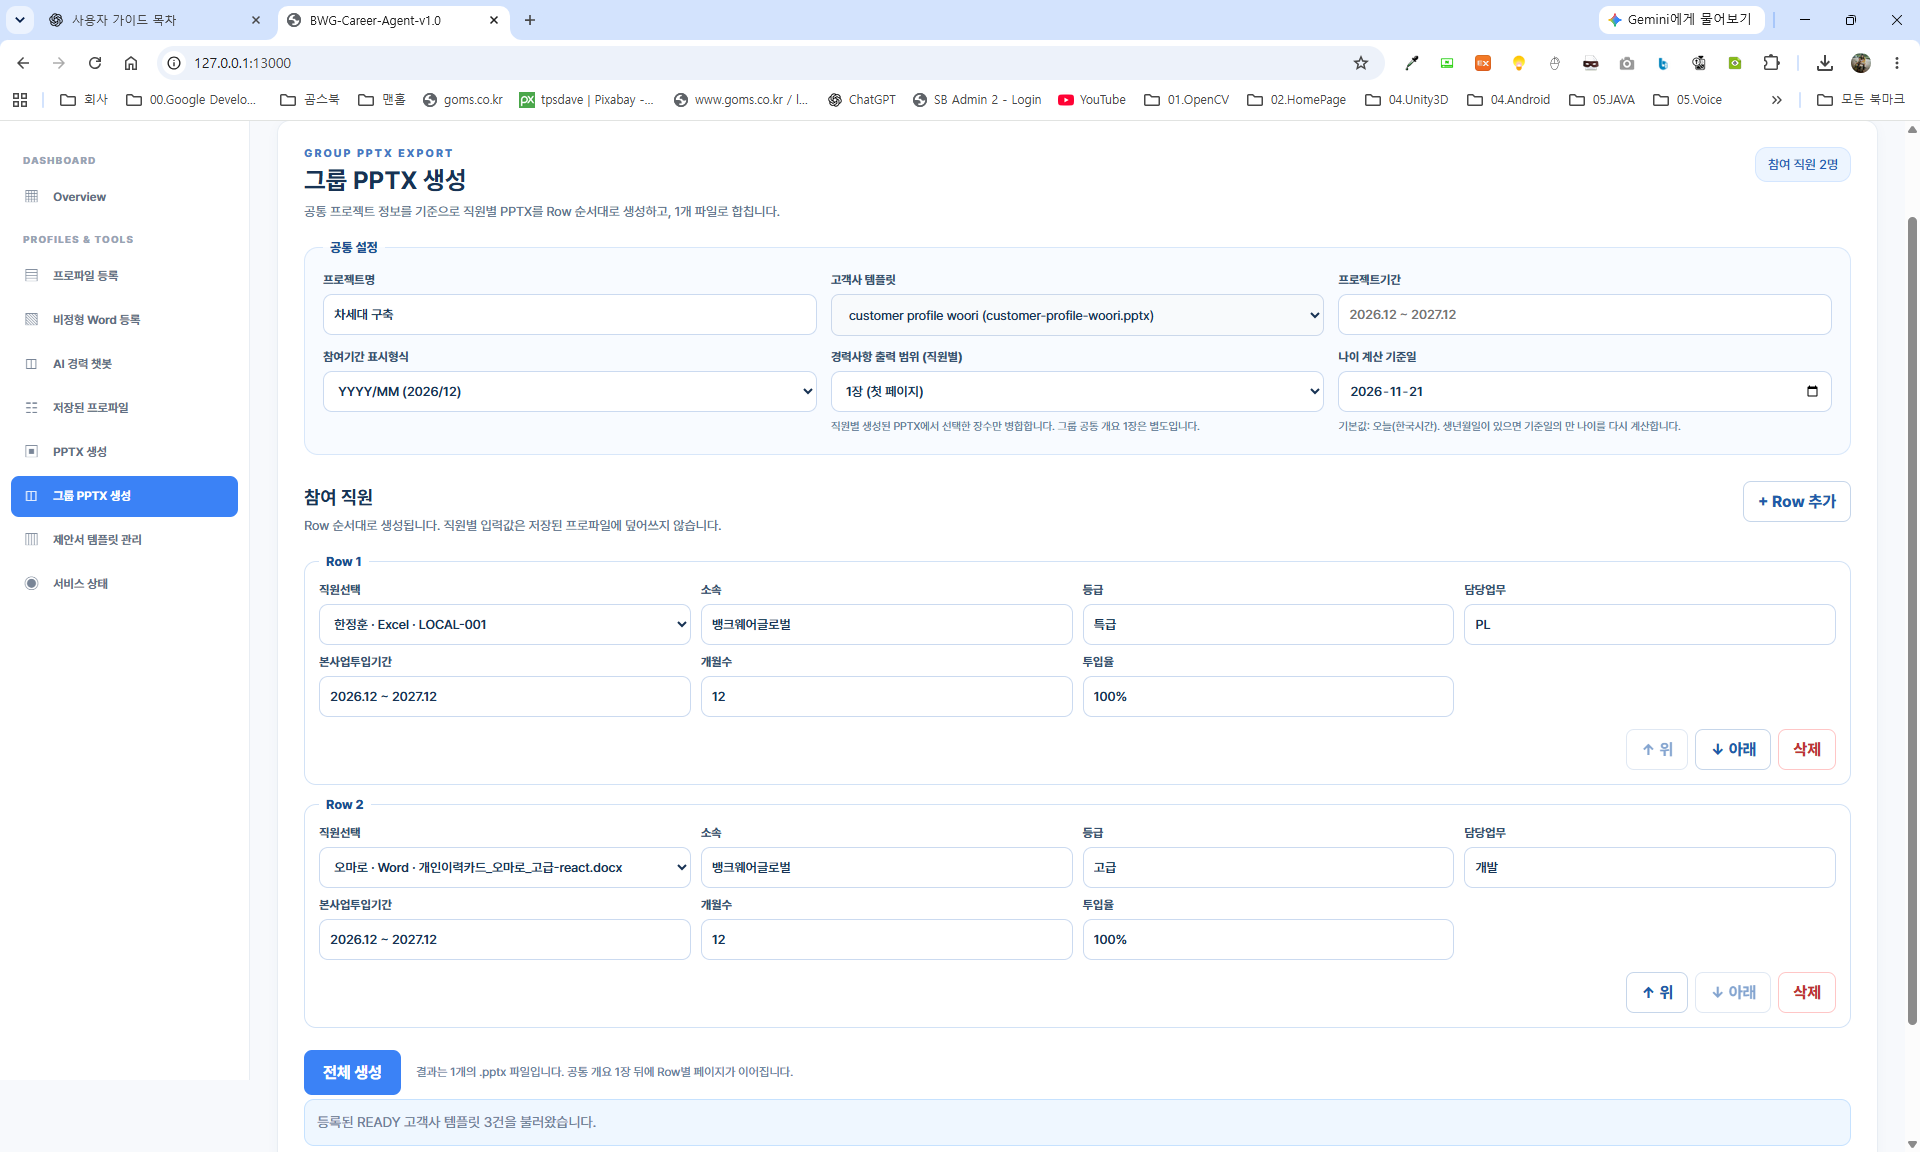 사용자 가이드 목차
BWG-Career-Agent-v1.0
Gemini에게 물어보기
127.0.0.1:13000
회사
00.Google Develo...
곰스북
맨홀
goms.co.kr
tpsdave | Pixabay -...
www.goms.co.kr / l...
ChatGPT
SB Admin 2 - Login
YouTube
01.OpenCV
02.HomePage
04.Unity3D
04.Android
05.JAVA
05.Voice
모든 북마크
DASHBOARD
Overview
PROFILES & TOOLS
프로파일 등록
비정형 Word 등록
AI 경력 챗봇
저장된 프로파일
PPTX 생성
그룹 PPTX 생성
제안서 템플릿 관리
서비스 상태
GROUP PPTX EXPORT
그룹 PPTX 생성
공통 프로젝트 정보를 기준으로 직원별 PPTX를 Row 순서대로 생성하고, 1개 파일로 합칩니다.
참여 직원 2명
공통 설정
프로젝트명
고객사 템플릿
프로젝트기간
차세대 구축
customer profile woori (customer-profile-woori.pptx)
2026.12 ~ 2027.12
참여기간 표시형식
경력사항 출력 범위 (직원별)
나이 계산 기준일
YYYY/MM (2026/12)
1장 (첫 페이지)
2026-11-21
직원별 생성된 PPTX에서 선택한 장수만 병합합니다. 그룹 공통 개요 1장은 별도입니다.
기본값: 오늘(한국시간). 생년월일이 있으면 기준일의 만 나이를 다시 계산합니다.
참여 직원
Row 순서대로 생성됩니다. 직원별 입력값은 저장된 프로파일에 덮어쓰지 않습니다.
+ Row 추가
Row 1
직원선택
소속
등급
담당업무
한정훈 · Excel · LOCAL-001
뱅크웨어글로벌
특급
PL
본사업투입기간
개월수
투입율
2026.12 ~ 2027.12
12
100%
↑ 위
↓ 아래
삭제
Row 2
직원선택
소속
등급
담당업무
오마로 · Word · 개인이력카드_오마로_고급-react.docx
뱅크웨어글로벌
고급
개발
본사업투입기간
개월수
투입율
2026.12 ~ 2027.12
12
100%
↑ 위
↓ 아래
삭제
전체 생성
결과는 1개의 .pptx 파일입니다. 공통 개요 1장 뒤에 Row별 페이지가 이어집니다.
등록된 READY 고객사 템플릿 3건을 불러왔습니다.